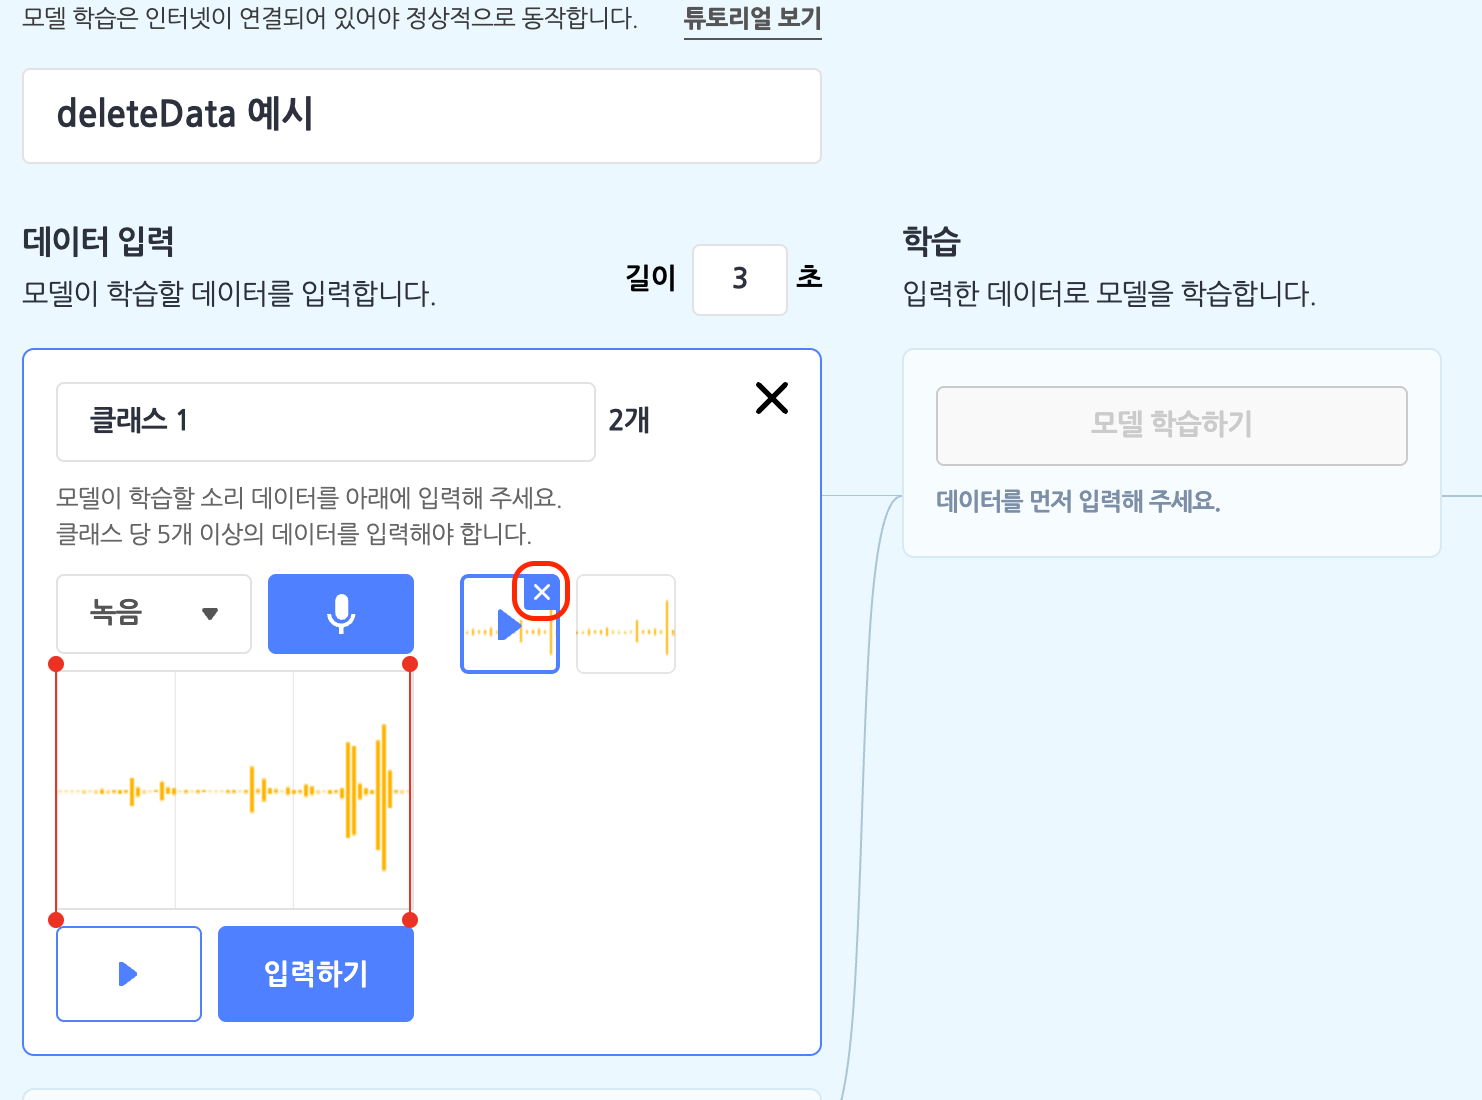 모델 학습은 인터넷이 연결되어 있어야 정상적으로 동작합니다. 튜토리얼 보기
deleteData 예시
데이터 입력
모델이 학습할 데이터를 입력합니다.
길이 3 초
학습
입력한 데이터로 모델을 학습합니다.
클래스 1 2개
모델이 학습할 소리 데이터를 아래에 입력해 주세요.
클래스 당 5개 이상의 데이터를 입력해야 합니다.
녹음
입력하기
모델 학습하기
데이터를 먼저 입력해 주세요.